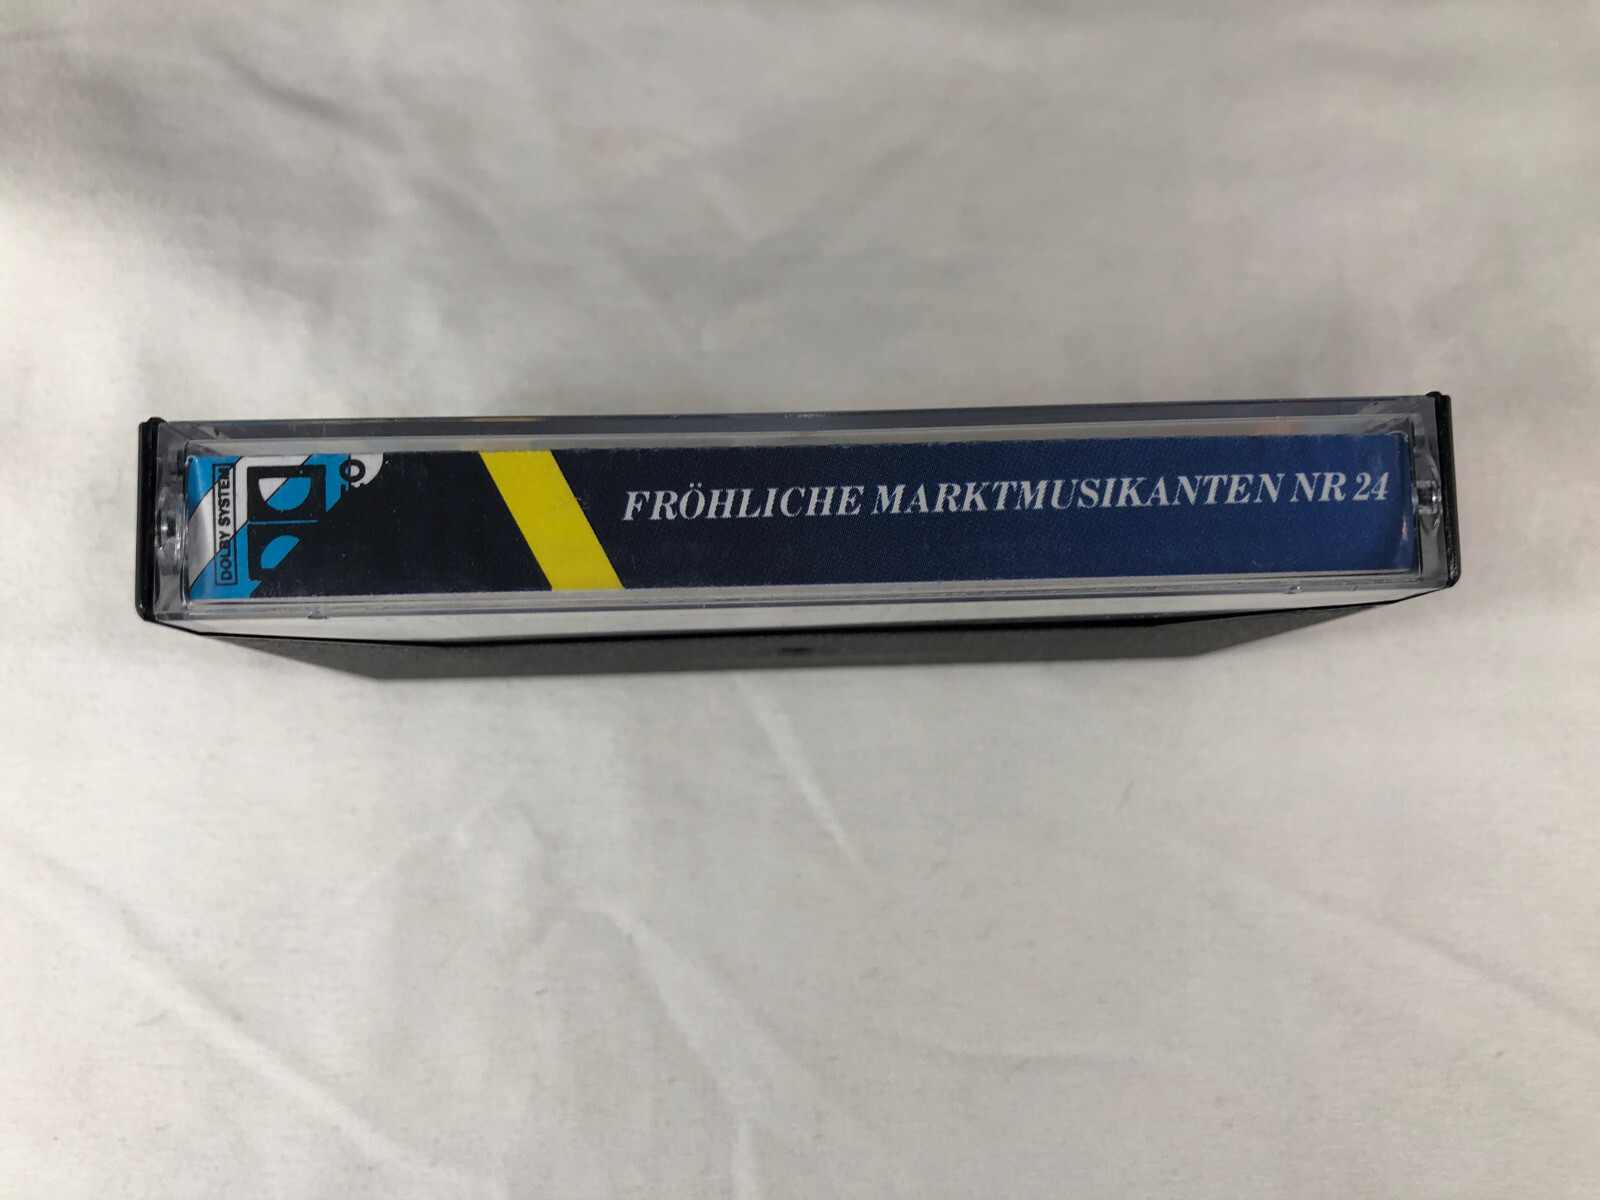 DOLBY SYSTEM
FRÖHLICHE MARKTMUSIKANTEN NR 24